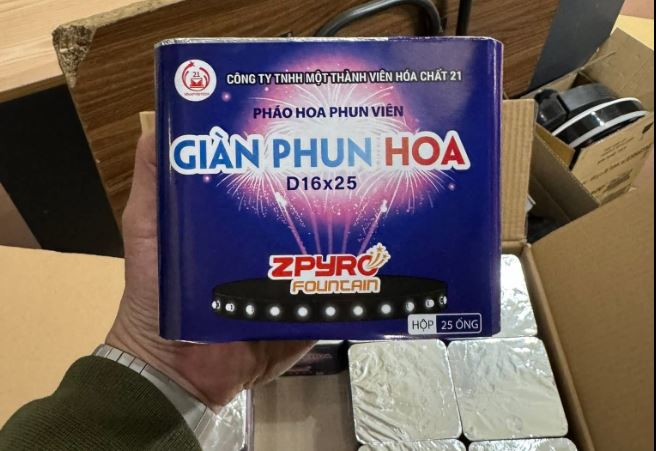 21
CÔNG TY TNHH MỘT THÀNH VIÊN HÓA CHẤT 21
PHÁO HOA PHUN VIÊN
GIÀN PHUN HOA
D16x25
ZPYRO
FOUNTAIN
HỘP 25 ỐNG